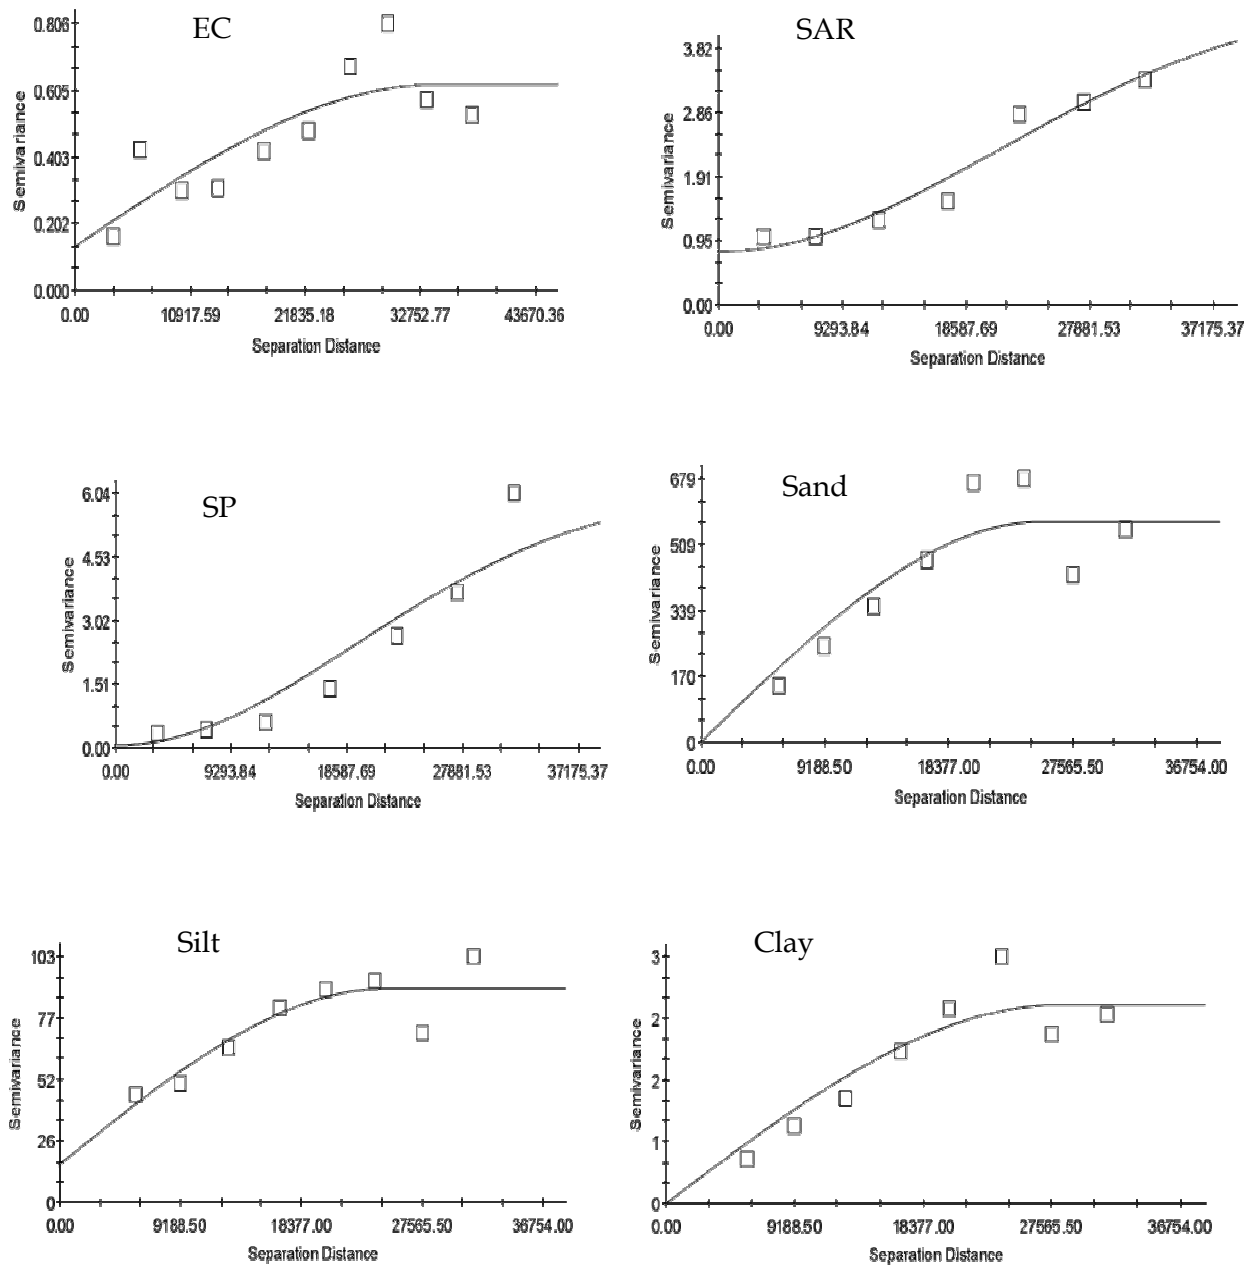 EC
0.806
0.605
0.403
0.202
0.000
Semivariance
0.00 10917.59 21835.18 32752.77 43670.36
Separation Distance
SAR
3.82
2.86
1.91
0.95
0.00
Semivariance
0.00 9293.84 18587.69 27881.53 37175.37
Separation Distance
SP
6.04
4.53
3.02
1.51
0.00
Semivariance
0.00 9293.84 18587.69 27881.53 37175.37
Separation Distance
Sand
679
509
339
170
0
Semivariance
0.00 9188.50 18377.00 27565.50 36754.00
Separation Distance
Silt
103
77
52
26
0
Semivariance
0.00 9188.50 18377.00 27565.50 36754.00
Separation Distance
Clay
3
2
2
1
0
Semivariance
0.00 9188.50 18377.00 27565.50 36754.00
Separation Distance